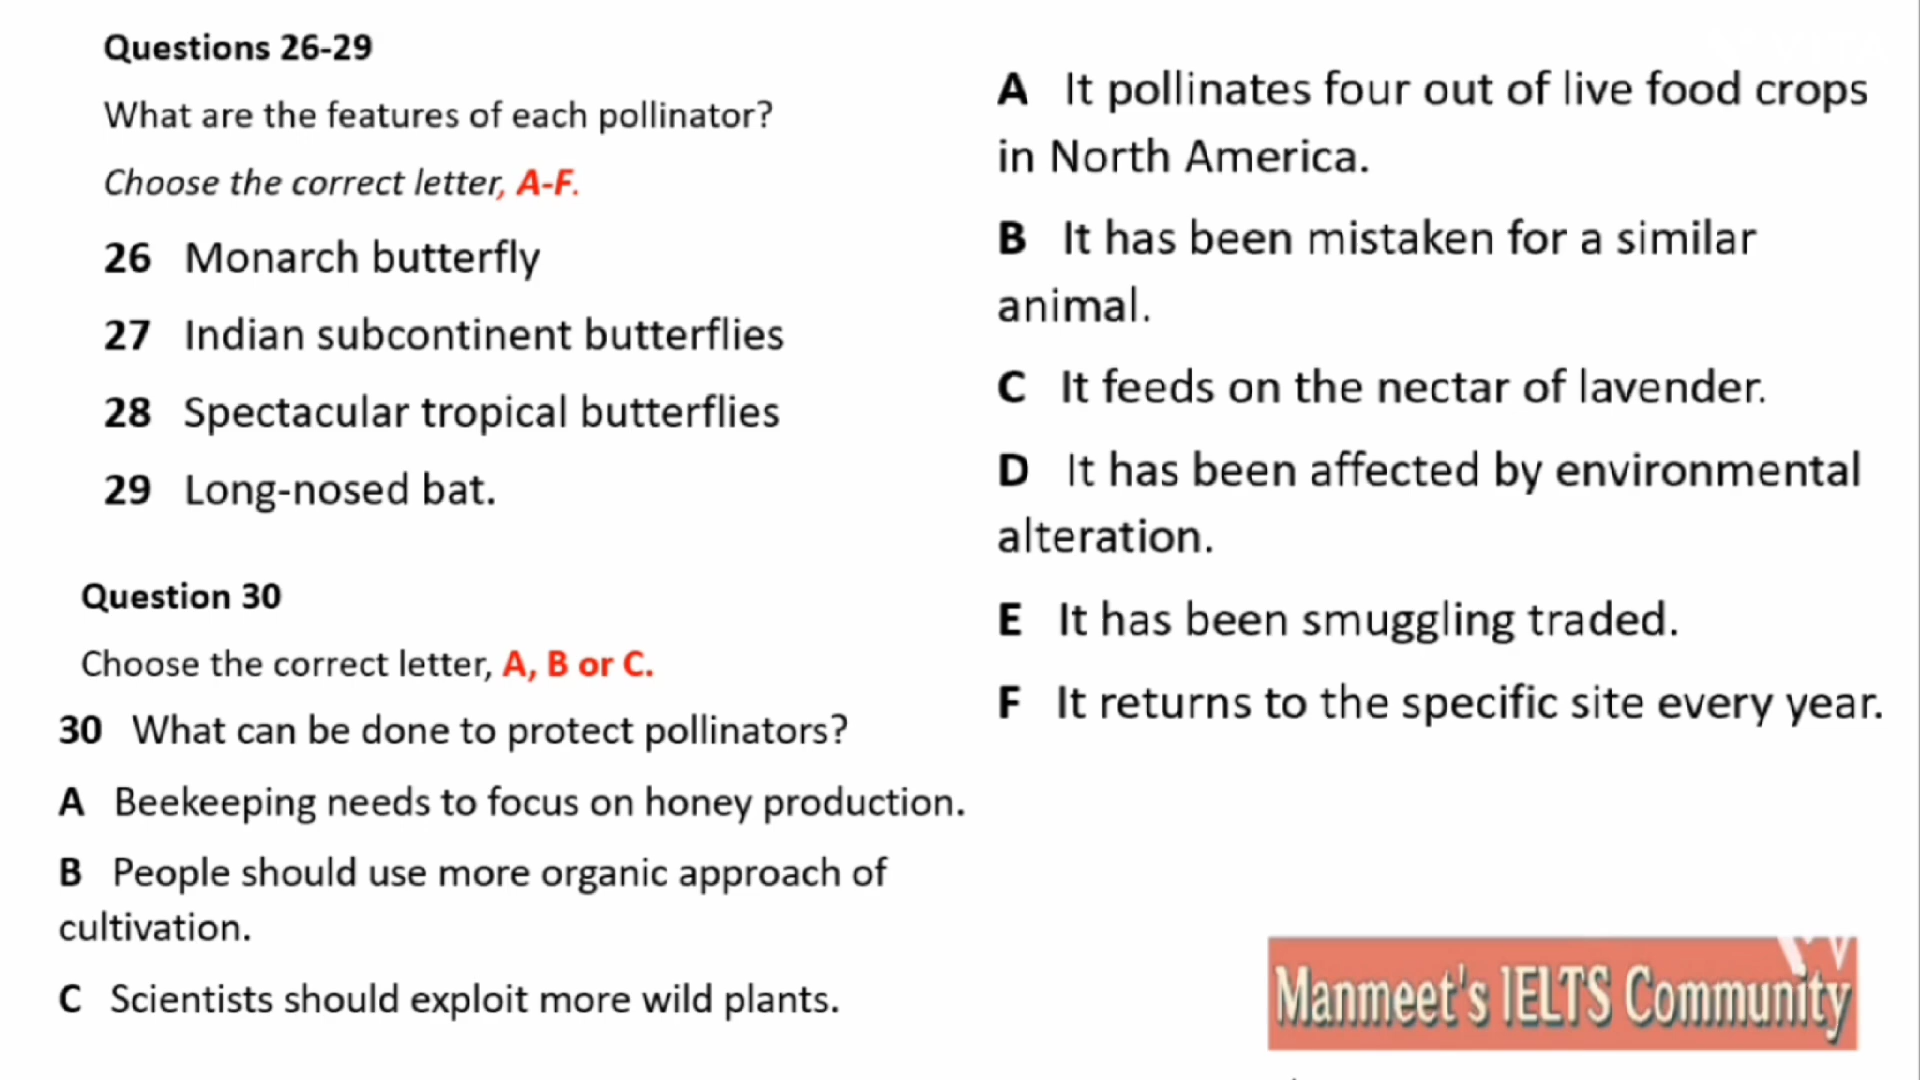 Questions 26-29
What are the features of each pollinator?
Choose the correct letter, A-F.
26 Monarch butterfly
27 Indian subcontinent butterflies
28 Spectacular tropical butterflies
29 Long-nosed bat.
Question 30
Choose the correct letter, A, B or C.
30 What can be done to protect pollinators?
A Beekeeping needs to focus on honey production.
B People should use more organic approach of
cultivation.
C Scientists should exploit more wild plants.
A It pollinates four out of live food crops
in North America.
B It has been mistaken for a similar
animal.
C It feeds on the nectar of lavender.
D It has been affected by environmental
alteration.
E It has been smuggling traded.
F It returns to the specific site every year.
Manmeet's IELTS Community